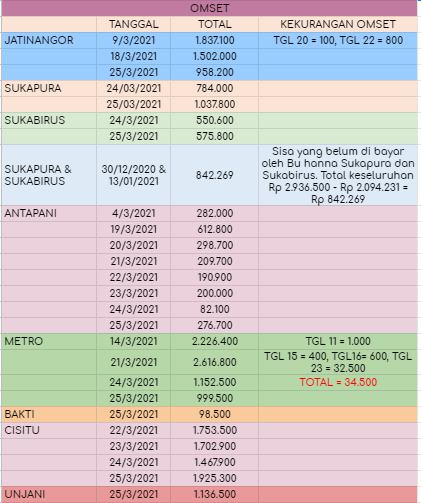 OMSET
TANGGAL TOTAL KEKURANGAN OMSET
JATINANGOR 9/3/2021 1.837.100 TGL 20 = 100, TGL 22 = 800
18/3/2021 1.502.000
25/3/2021 958.200
SUKAPURA 24/03/2021 784.000
25/03/2021 1.037.800
SUKABIRUS 24/3/2021 550.600
25/3/2021 575.800
SUKAPURA &
SUKABIRUS
30/12/2020 &
13/01/2021
842.269
Sisa yang belum di bayar
oleh Bu hanna Sukapura dan
Sukabirus. Total keseluruhan
Rp 2.936.500 - Rp 2.094.231 =
Rp 842.269
ANTAPANI 4/3/2021 282.000
19/3/2021 612.800
20/3/2021 298.700
21/3/2021 209.700
22/3/2021 190.900
23/3/2021 200.000
24/3/2021 82.100
25/3/2021 276.700
METRO 14/3/2021 2.226.400 TGL 11 = 1.000
21/3/2021 2.616.800
TGL 15 = 400, TGL16= 600, TGL
23 = 32.500
24/3/2021 1.152.500 TOTAL = 34.500
25/3/2021 999.500
BAKTI 25/3/2021 98.500
CISITU 22/3/2021 1.753.500
23/3/2021 1.702.900
24/3/2021 1.467.900
25/3/2021 1.925.300
UNJANI 25/3/2021 1.136.500